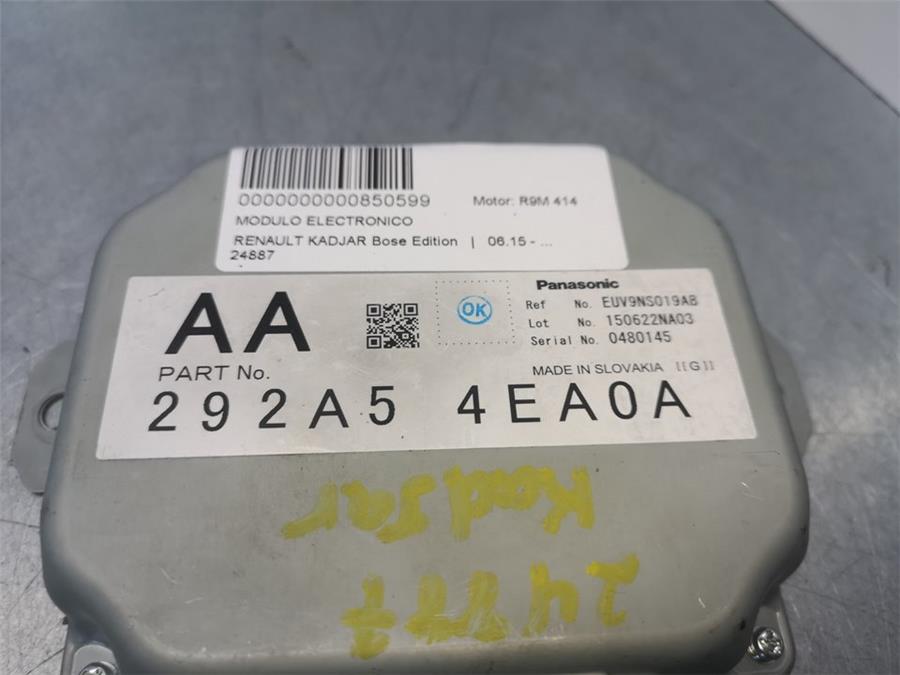 0000000000850599 Motor: R9M 414
MODULO ELECTRONICO
RENAULT KADJAR Bose Edition | 06.15 - ...
24887
AA
OK
Panasonic
Ref No. EUV9NS019AB
Lot No. 150622NA03
Serial No. 0480145
PART No.
MADE IN SLOVAKIA [[G]]
292A5 4EA0A
Kadjar